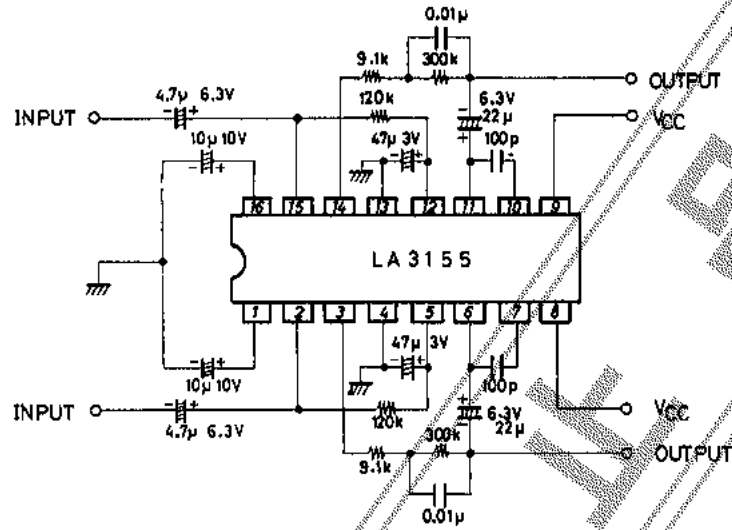 0.01μ
9.1k 300k
OUTPUT
4.7μ 6.3V
120k
6.3V
22μ
INPUT
VCC
10μ 10V
47μ 3V
100p
16 15 14 13 12 11 10 9
LA3155
1 2 3 4 5 6 7 8
47μ 3V
10μ 10V
100p
INPUT
4.7μ 6.3V
120k
6.3V
22μ
VCC
300k
9.1k
OUTPUT
0.01μ